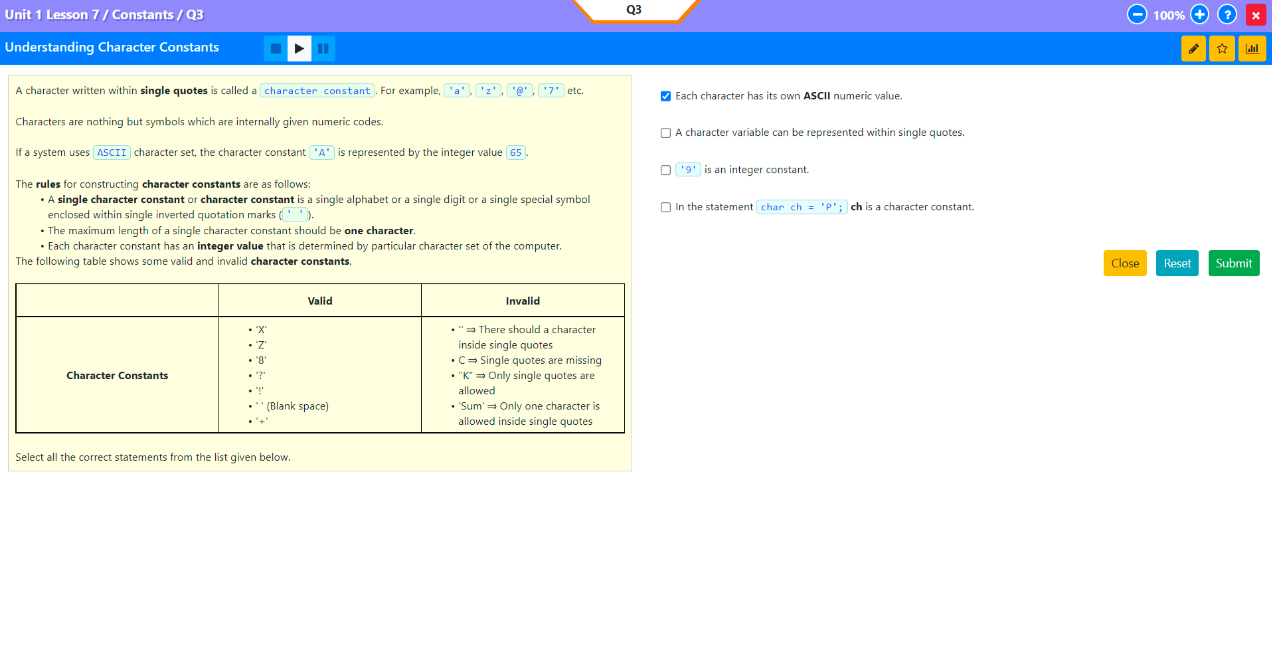 Unit 1 Lesson 7 / Constants / Q3
Q3
100%
?
Understanding Character Constants
A character written within single quotes is called a character constant. For example, 'a', 'z', '@', '7' etc.
Characters are nothing but symbols which are internally given numeric codes.
If a system uses ASCII character set, the character constant 'A' is represented by the integer value 65.
The rules for constructing character constants are as follows:
• A single character constant or character constant is a single alphabet or a single digit or a single special symbol
enclosed within single inverted quotation marks (' ').
• The maximum length of a single character constant should be one character.
• Each character constant has an integer value that is determined by particular character set of the computer.
The following table shows some valid and invalid character constants.
Valid
Invalid
Character Constants
• 'X'
• 'Z'
• '8'
• '?'
• '!'
• ' ' (Blank space)
• '+'
• '' ⇒ There should a character
inside single quotes
• C ⇒ Single quotes are missing
• "K" ⇒ Only single quotes are
allowed
• 'Sum' ⇒ Only one character is
allowed inside single quotes
Select all the correct statements from the list given below.
Each character has its own ASCII numeric value.
A character variable can be represented within single quotes.
'9' is an integer constant.
In the statement char ch = 'P'; ch is a character constant.
Close
Reset
Submit